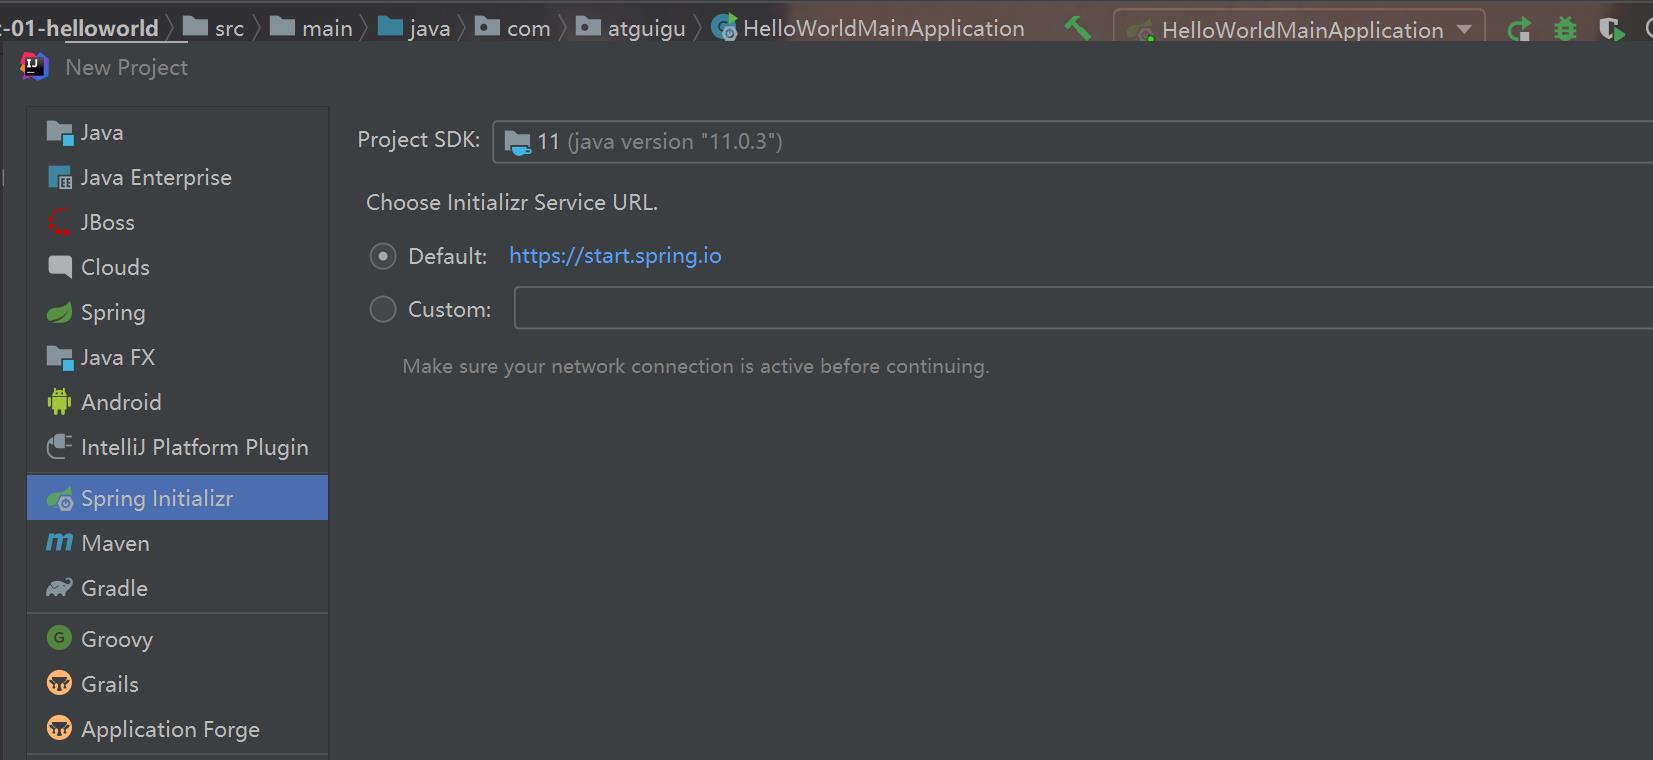 -01-helloworld src main java com atguigu HelloWorldMainApplication HelloWorldMainApplication
New Project
Java
Java Enterprise
JBoss
Clouds
Spring
Java FX
Android
IntelliJ Platform Plugin
Spring Initializr
Maven
Gradle
Groovy
Grails
Application Forge
Project SDK: 11 (java version "11.0.3")
Choose Initializr Service URL.
Default: https://start.spring.io
Custom:
Make sure your network connection is active before continuing.